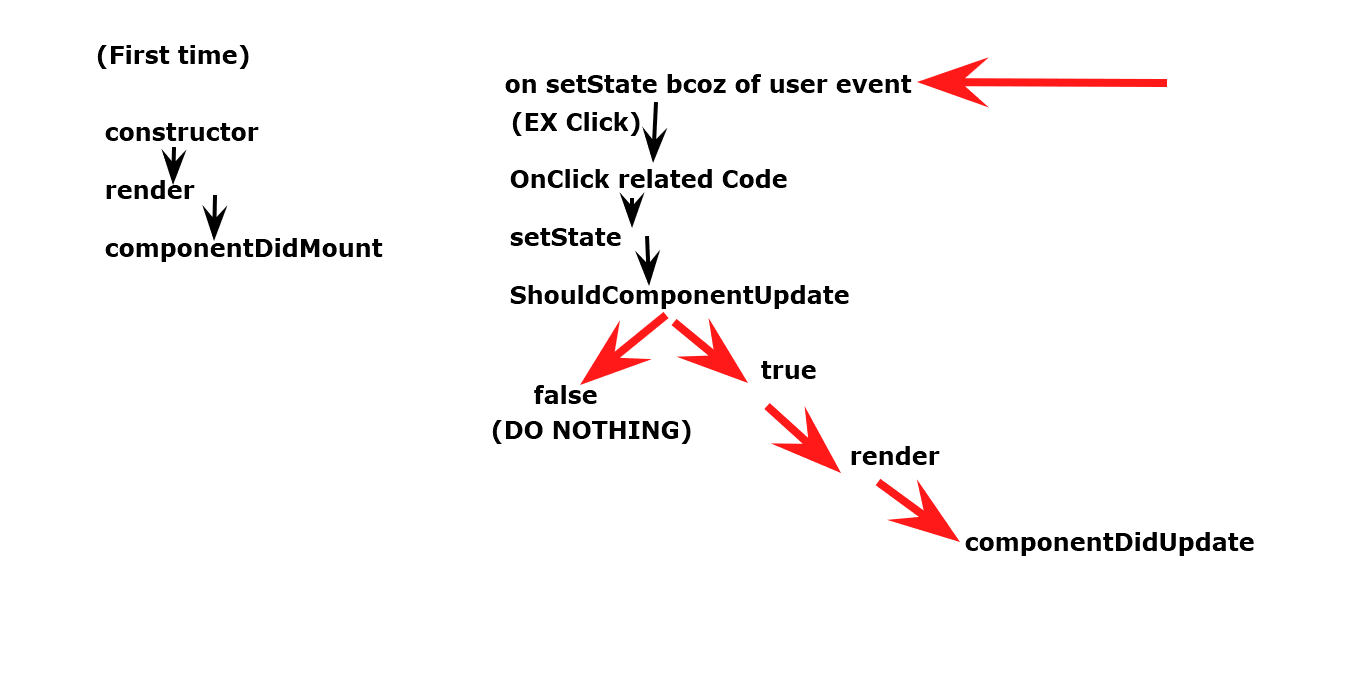 (First time)
constructor
render
componentDidMount
on setState bcoz of user event
(EX Click)
OnClick related Code
setState
ShouldComponentUpdate
false
(DO NOTHING)
true
render
componentDidUpdate